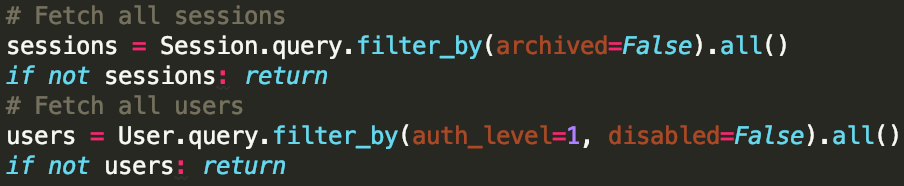 # Fetch all sessions
sessions = Session.query.filter_by(archived=False).all()
if not sessions: return
# Fetch all users
users = User.query.filter_by(auth_level=1, disabled=False).all()
if not users: return